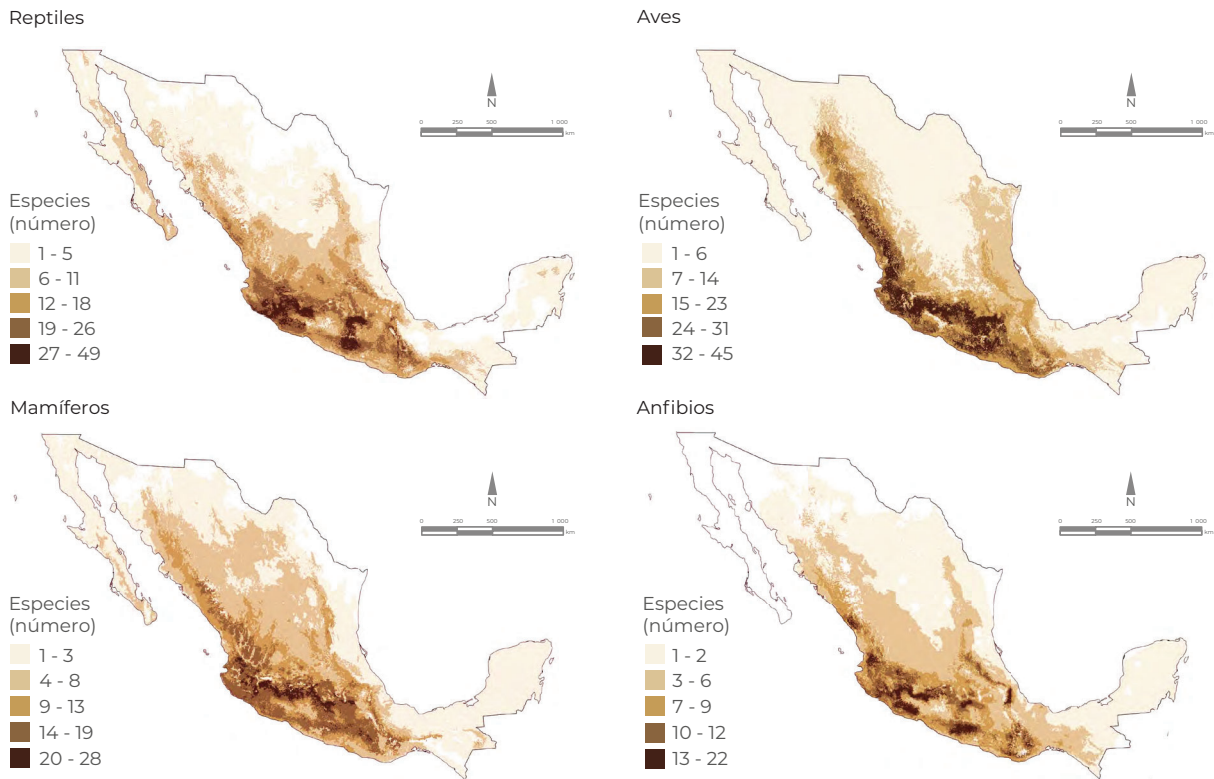 Reptiles
N
0 250 500 1 000
km
Especies
(número)
1 - 5
6 - 11
12 - 18
19 - 26
27 - 49
Aves
N
0 250 500 1 000
km
Especies
(número)
1 - 6
7 - 14
15 - 23
24 - 31
32 - 45
Mamíferos
N
0 250 500 1 000
km
Especies
(número)
1 - 3
4 - 8
9 - 13
14 - 19
20 - 28
Anfibios
N
0 250 500 1 000
km
Especies
(número)
1 - 2
3 - 6
7 - 9
10 - 12
13 - 22